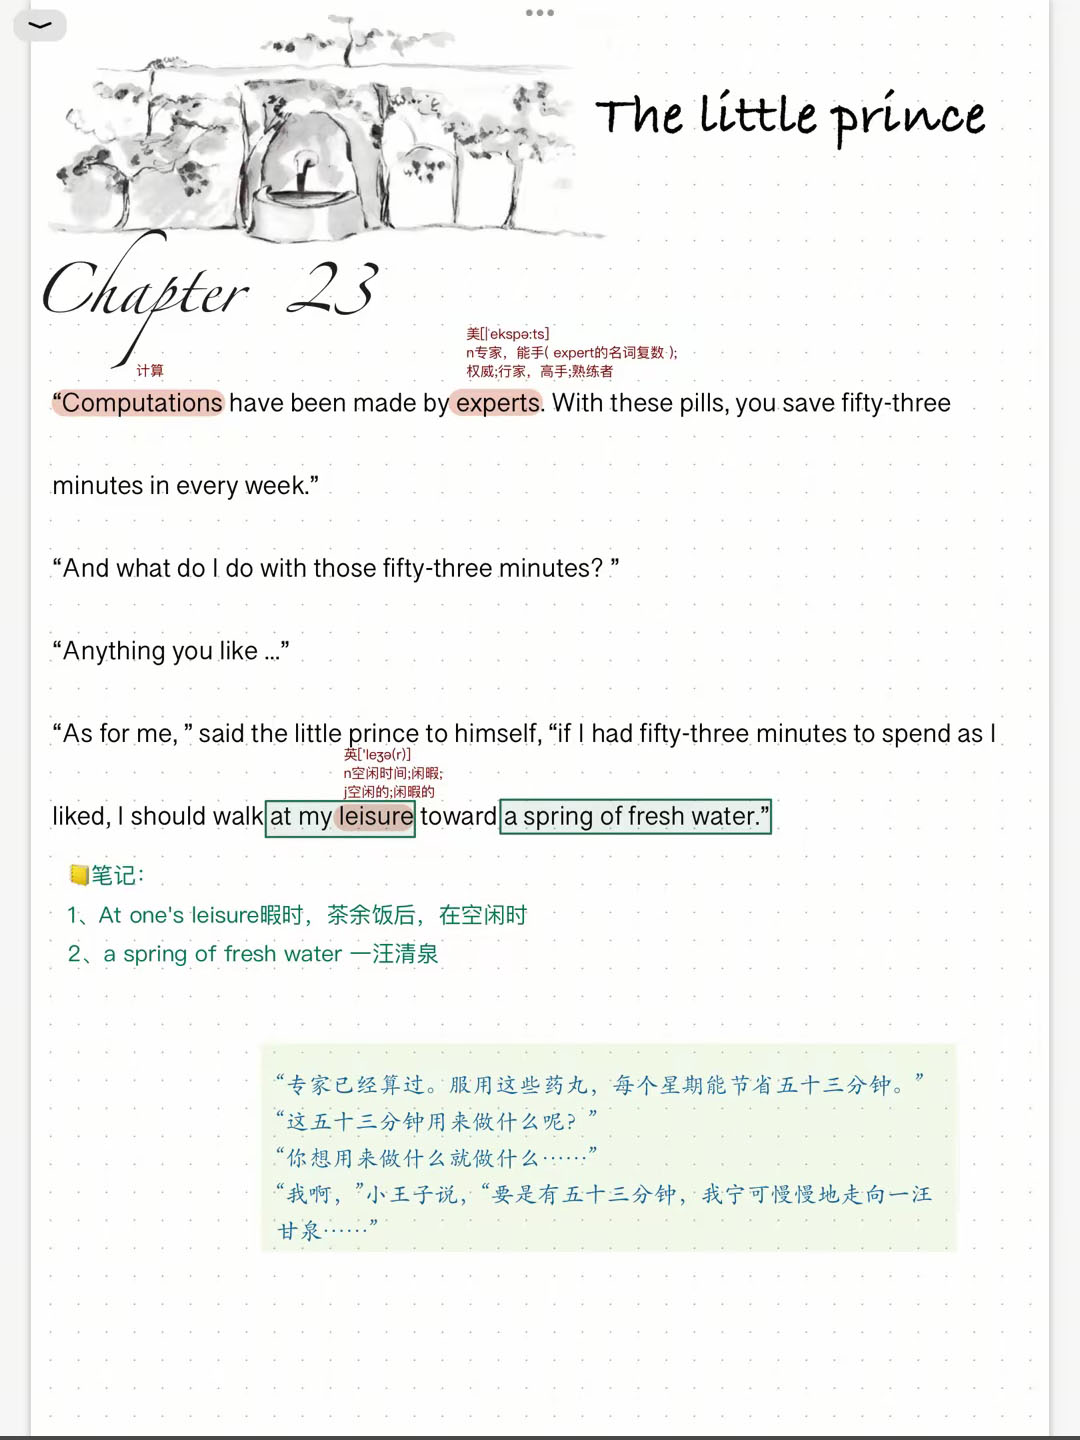 The little prince
Chapter 23
美[ˈekspə:ts]
n专家，能手( expert的名词复数 );
计算
权威;行家，高手;熟练者
“Computations have been made by experts. With these pills, you save fifty-three
minutes in every week.”
“And what do I do with those fifty-three minutes? ”
“Anything you like ...”
“As for me, ” said the little prince to himself, “if I had fifty-three minutes to spend as I
英['leʒə(r)]
n空闲时间;闲暇;
j空闲的;闲暇的
liked, I should walk at my leisure toward a spring of fresh water.”
笔记：
1、At one's leisure暇时，茶余饭后，在空闲时
2、a spring of fresh water 一汪清泉
“专家已经算过。服用这些药丸，每个星期能节省五十三分钟。”
“这五十三分钟用来做什么呢？”
“你想用来做什么就做什么……”
“我啊，”小王子说，“要是有五十三分钟，我宁可慢慢地走向一汪
甘泉……”